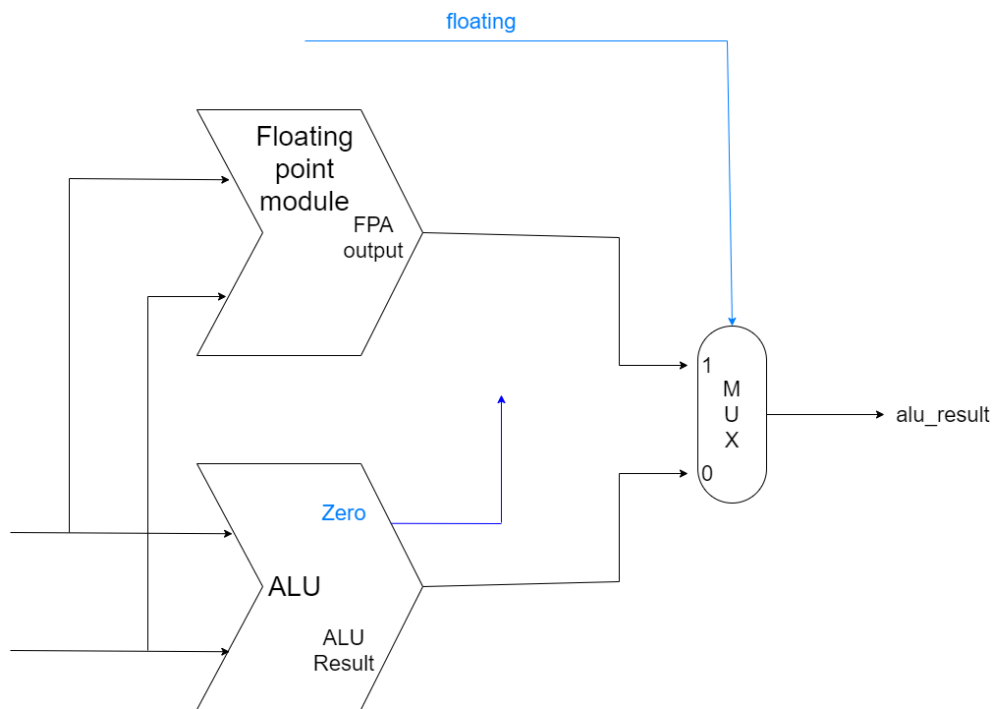 floating
Floating
point
module
FPA
output
1
M
U
X
0
alu_result
Zero
ALU
ALU
Result